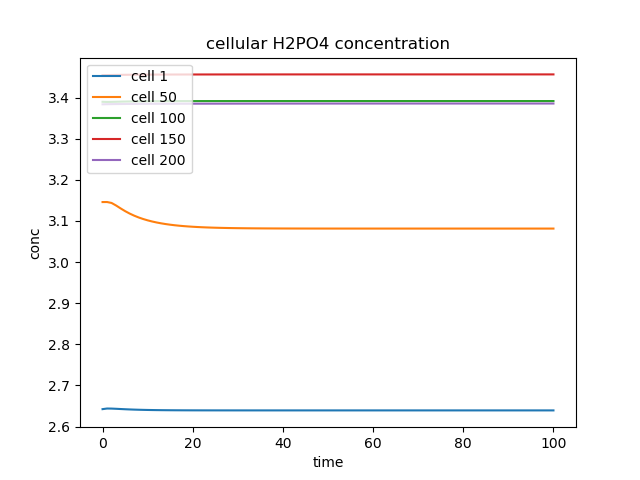 cellular H2PO4 concentration
cell 1
cell 50
cell 100
cell 150
cell 200
conc
3.4
3.3
3.2
3.1
3.0
2.9
2.8
2.7
2.6
0 20 40 60 80 100
time